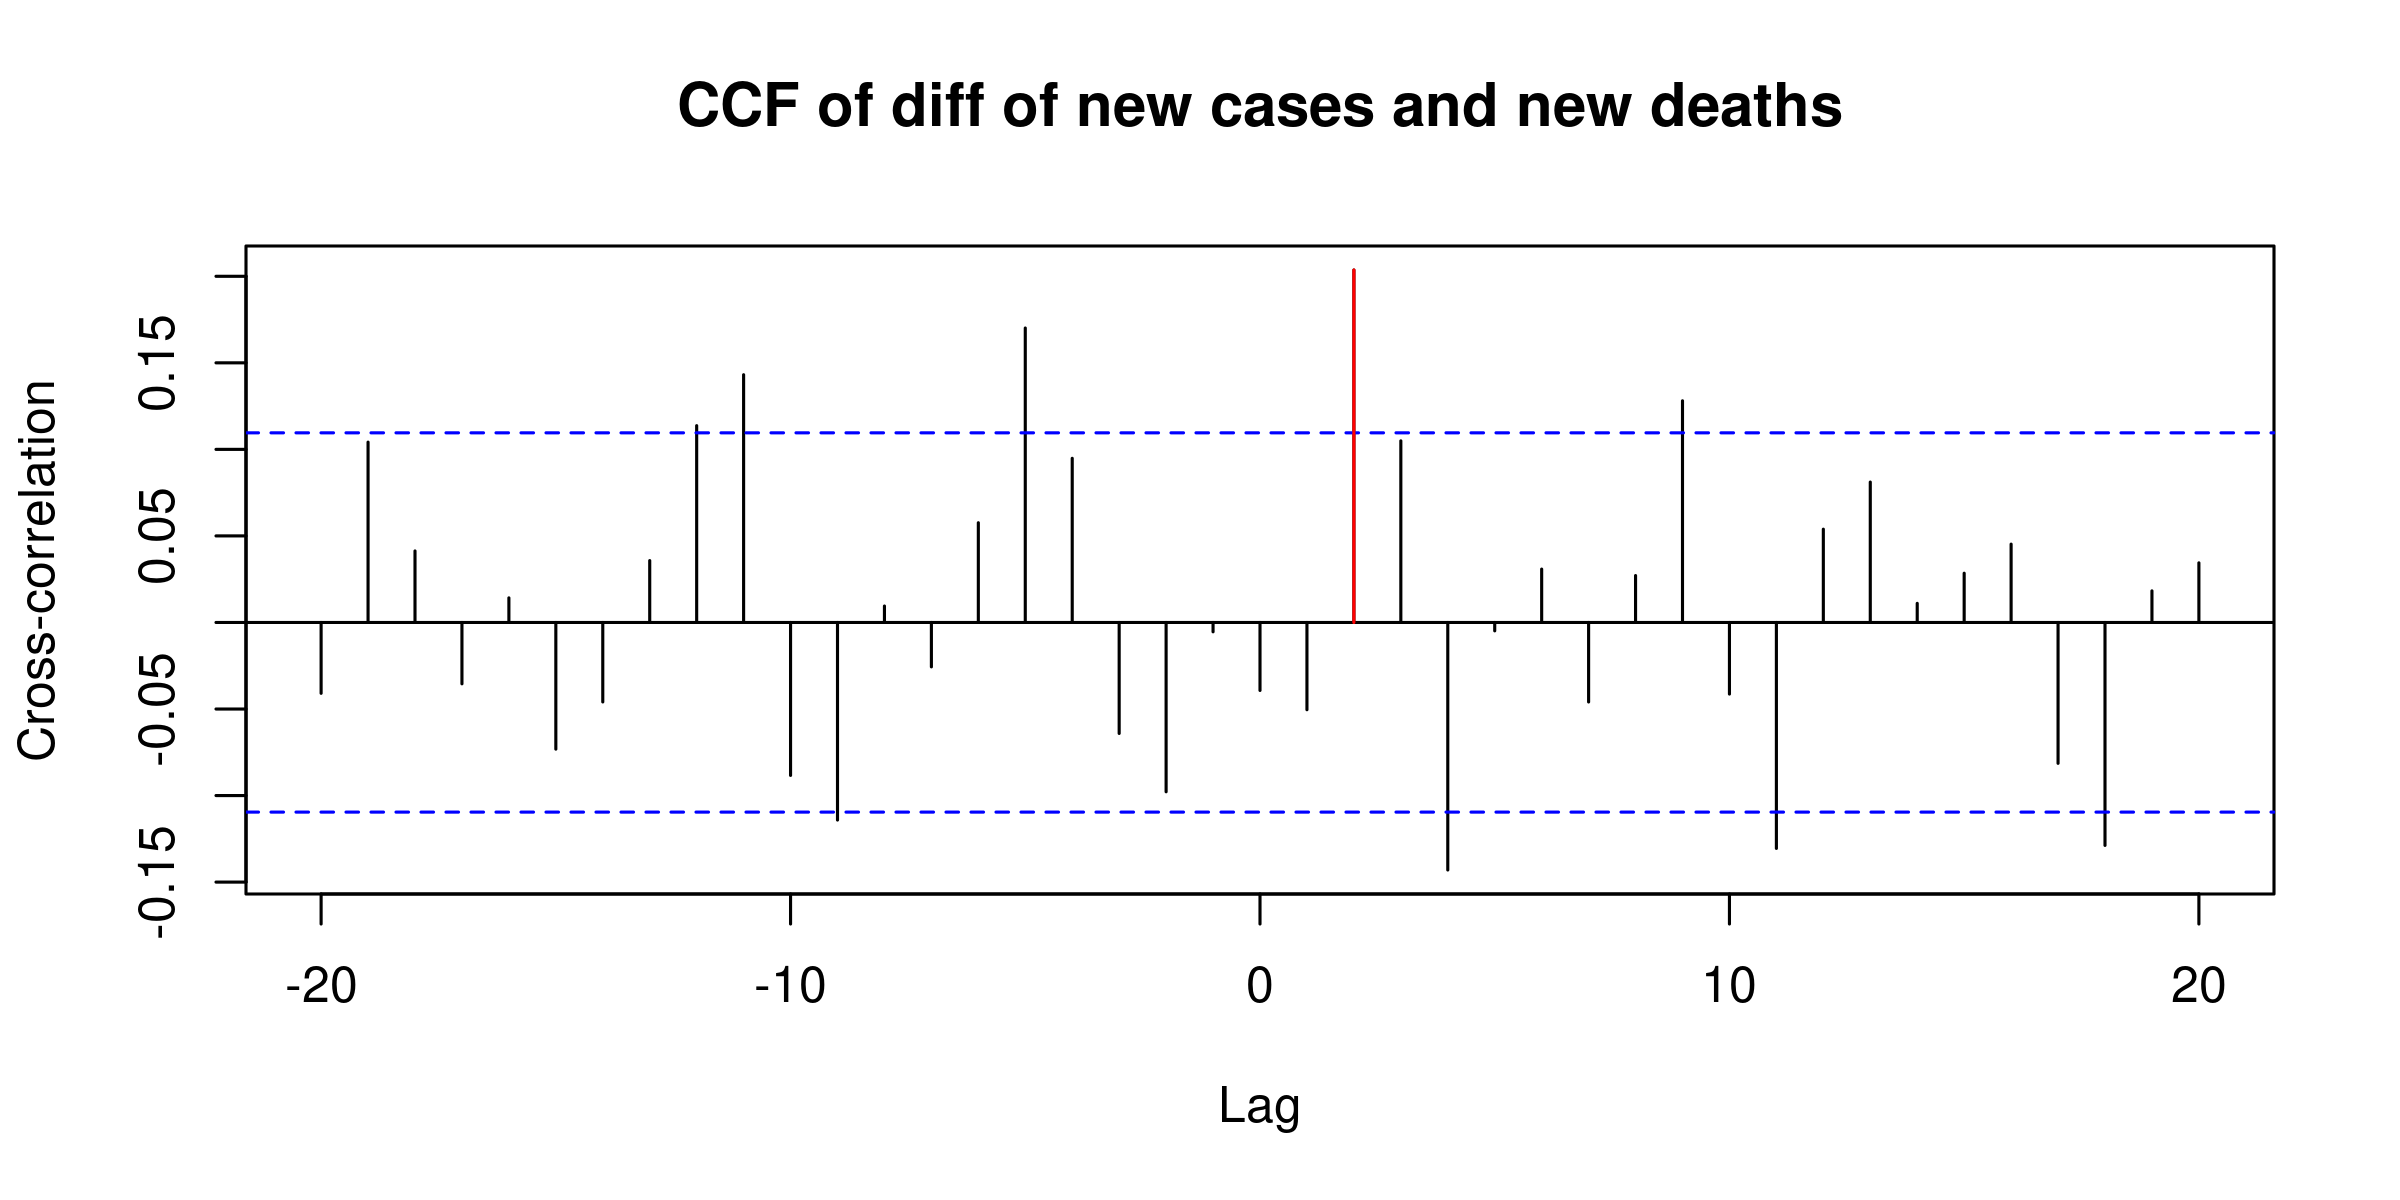 CCF of diff of new cases and new deaths
Cross-correlation
0.15
0.05
-0.05
-0.15
-20 -10 0 10 20
Lag